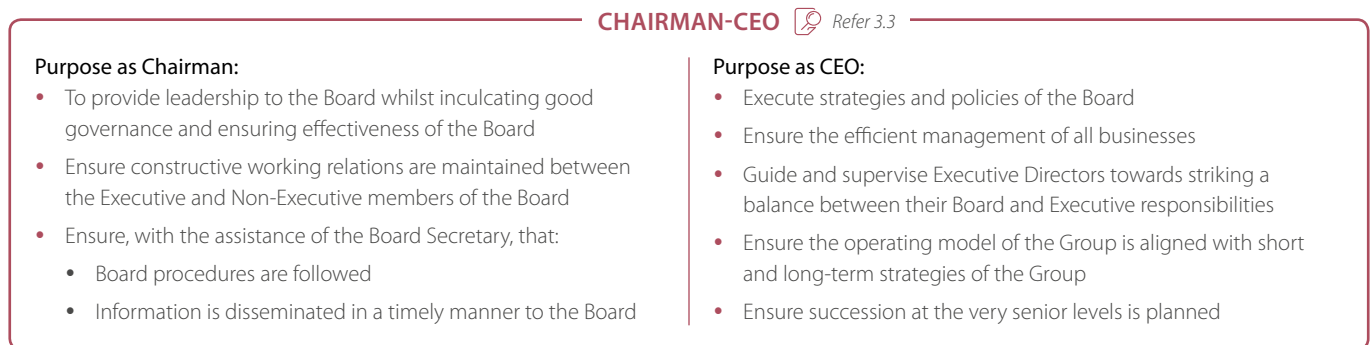 CHAIRMAN-CEO Refer 3.3
Purpose as Chairman:
• To provide leadership to the Board whilst inculcating good
governance and ensuring effectiveness of the Board
• Ensure constructive working relations are maintained between
the Executive and Non-Executive members of the Board
• Ensure, with the assistance of the Board Secretary, that:
• Board procedures are followed
• Information is disseminated in a timely manner to the Board
Purpose as CEO:
• Execute strategies and policies of the Board
• Ensure the efficient management of all businesses
• Guide and supervise Executive Directors towards striking a
balance between their Board and Executive responsibilities
• Ensure the operating model of the Group is aligned with short
and long-term strategies of the Group
• Ensure succession at the very senior levels is planned